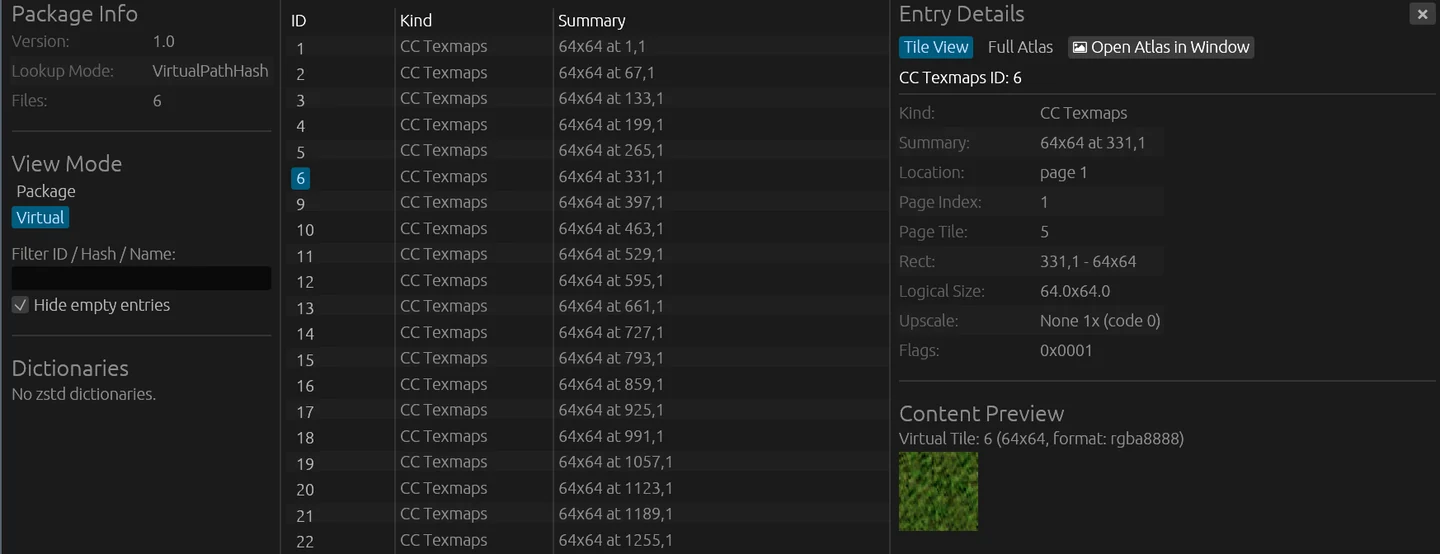 Package Info
Version: 1.0
Lookup Mode: VirtualPathHash
Files: 6
View Mode
Package
Virtual
Filter ID / Hash / Name:
Hide empty entries
Dictionaries
No zstd dictionaries.
ID Kind Summary
1 CC Texmaps 64x64 at 1,1
2 CC Texmaps 64x64 at 67,1
3 CC Texmaps 64x64 at 133,1
4 CC Texmaps 64x64 at 199,1
5 CC Texmaps 64x64 at 265,1
6 CC Texmaps 64x64 at 331,1
9 CC Texmaps 64x64 at 397,1
10 CC Texmaps 64x64 at 463,1
11 CC Texmaps 64x64 at 529,1
12 CC Texmaps 64x64 at 595,1
13 CC Texmaps 64x64 at 661,1
14 CC Texmaps 64x64 at 727,1
15 CC Texmaps 64x64 at 793,1
16 CC Texmaps 64x64 at 859,1
17 CC Texmaps 64x64 at 925,1
18 CC Texmaps 64x64 at 991,1
19 CC Texmaps 64x64 at 1057,1
20 CC Texmaps 64x64 at 1123,1
21 CC Texmaps 64x64 at 1189,1
22 CC Texmaps 64x64 at 1255,1
Entry Details
Tile View Full Atlas Open Atlas in Window
CC Texmaps ID: 6
Kind: CC Texmaps
Summary: 64x64 at 331,1
Location: page 1
Page Index: 1
Page Tile: 5
Rect: 331,1 - 64x64
Logical Size: 64.0x64.0
Upscale: None 1x (code 0)
Flags: 0x0001
Content Preview
Virtual Tile: 6 (64x64, format: rgba8888)